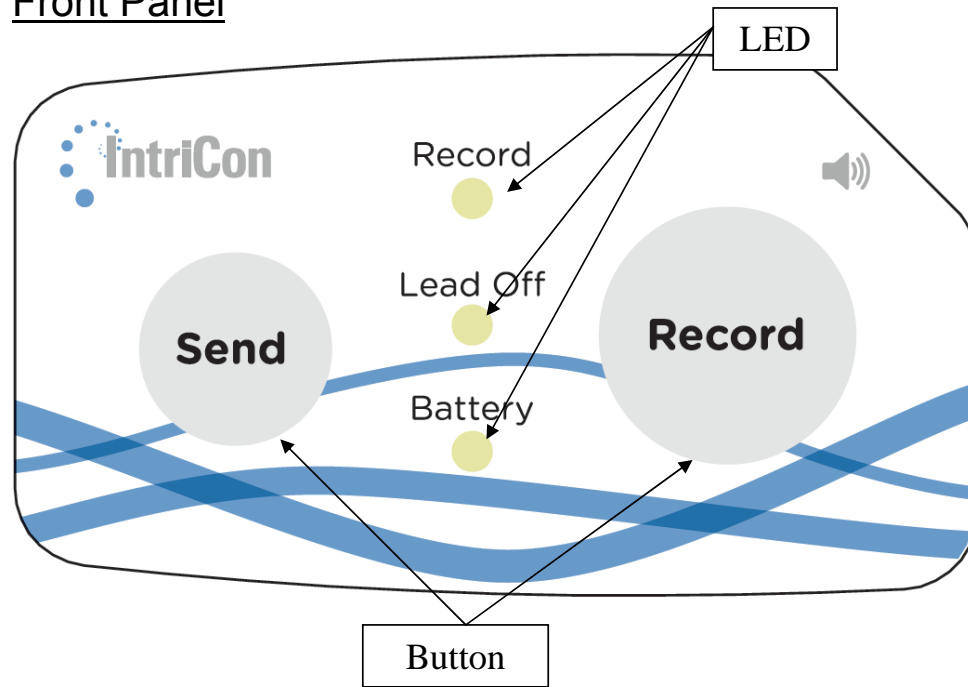 Front Panel
LED
IntriCon
Record
Lead Off
Send
Record
Battery
Button